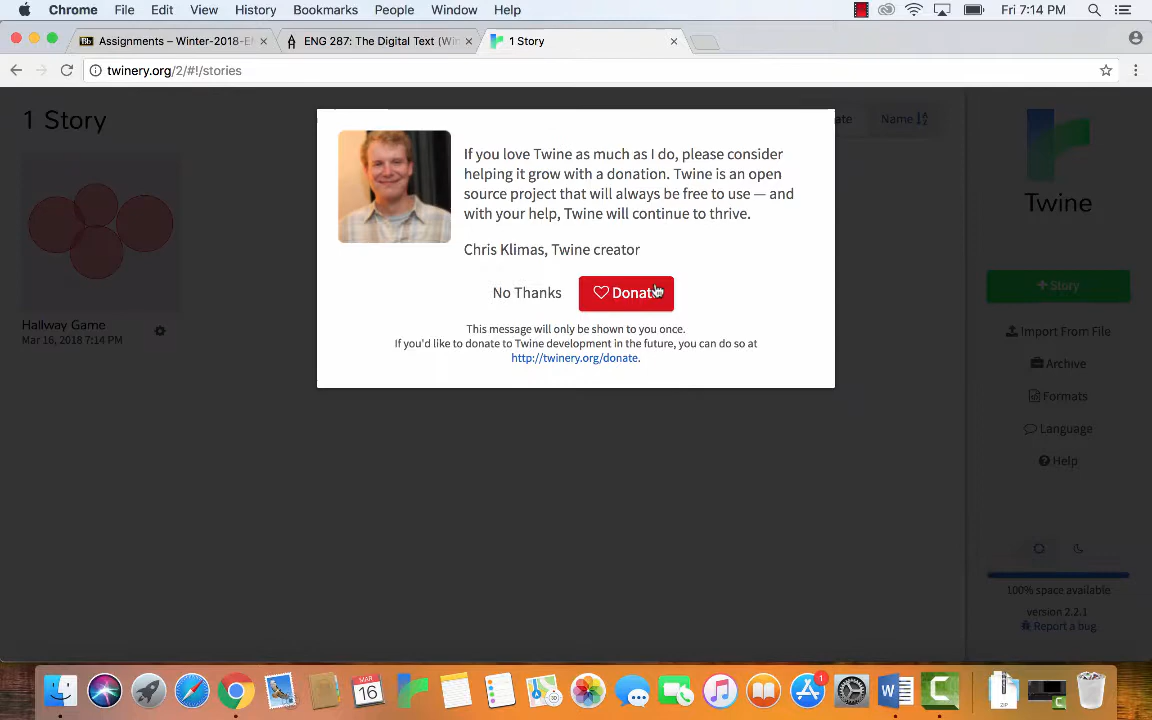 Chrome File Edit View History Bookmarks People Window Help Fri 7:14 PM
Bb Assignments – Winter-2018-E
ENG 287: The Digital Text (Win
1 Story
twinery.org/2/#!/stories
1 Story
Name
If you love Twine as much as I do, please consider
helping it grow with a donation. Twine is an open
source project that will always be free to use — and
with your help, Twine will continue to thrive.
Chris Klimas, Twine creator
No Thanks
Donate
This message will only be shown to you once.
If you'd like to donate to Twine development in the future, you can do so at
http://twinery.org/donate.
Hallway Game
Mar 16, 2018 7:14 PM
Twine
+ Story
Import From File
Archive
Formats
Language
Help
100% space available
version 2.2.1
Report a bug
MAR
16
1
ZIP